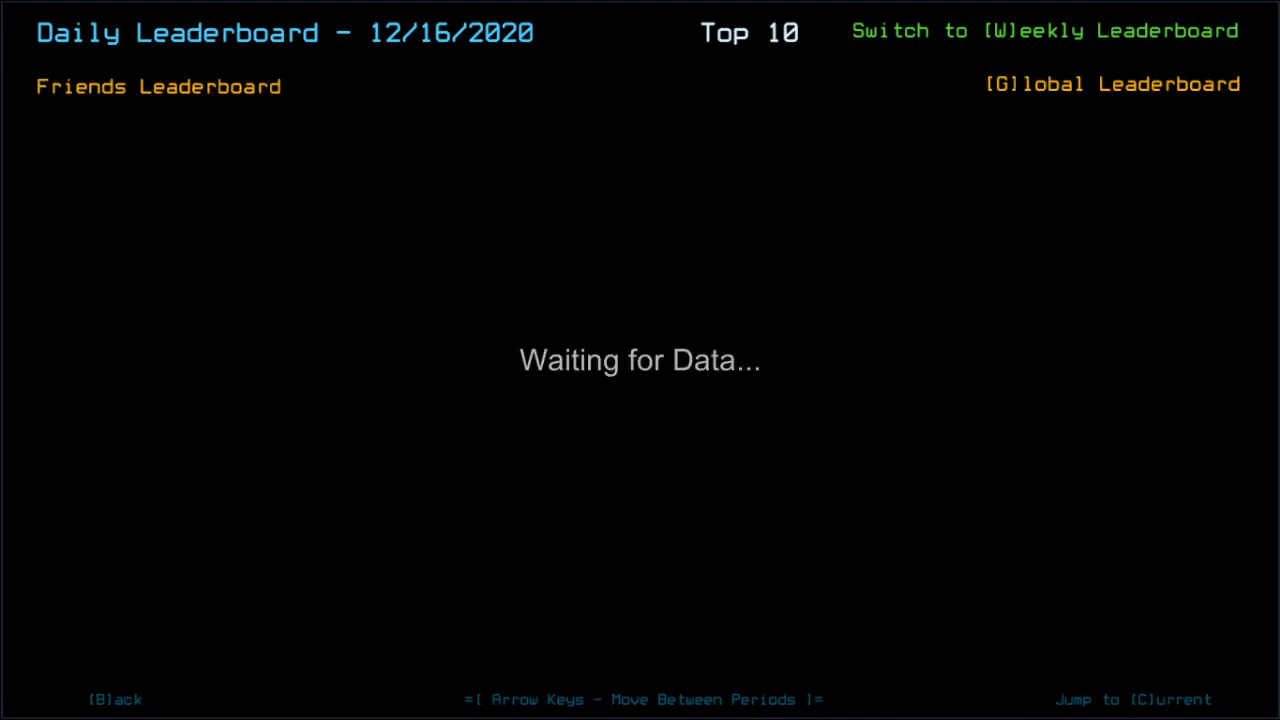 Daily Leaderboard - 12/16/2020
Top 10
Switch to [W]eekly Leaderboard
Friends Leaderboard
[G]lobal Leaderboard
Waiting for Data...
[B]ack
=[ Arrow Keys - Move Between Periods ]=
Jump to [C]urrent